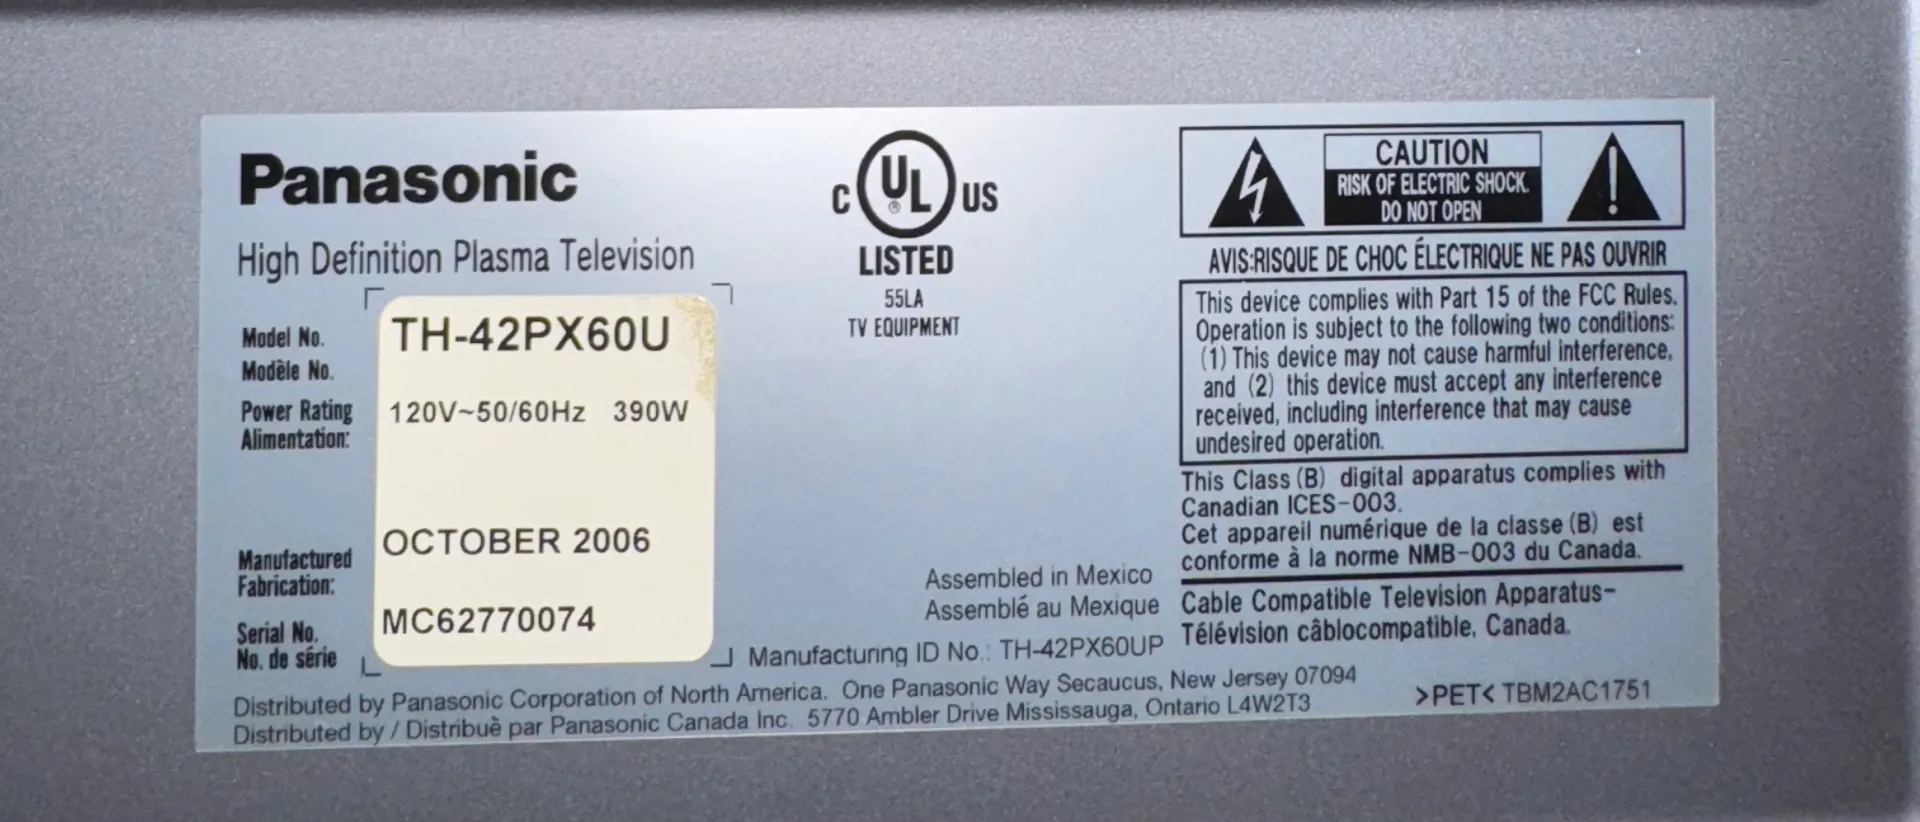 Panasonic
High Definition Plasma Television
Model No.
Modèle No.
TH-42PX60U
Power Rating
Alimentation:
120V~50/60Hz 390W
Manufactured
Fabrication:
OCTOBER 2006
Serial No.
No. de série
MC62770074
C UL® US
LISTED
55LA
TV EQUIPMENT
Assembled in Mexico
Assemblé au Mexique
Manufacturing ID No.: TH-42PX60UP
CAUTION
RISK OF ELECTRIC SHOCK.
DO NOT OPEN
AVIS:RISQUE DE CHOC ÉLECTRIQUE NE PAS OUVRIR
This device complies with Part 15 of the FCC Rules.
Operation is subject to the following two conditions:
(1) This device may not cause harmful interference,
and (2) this device must accept any interference
received, including interference that may cause
undesired operation.
This Class (B) digital apparatus complies with
Canadian ICES-003.
Cet appareil numérique de la classe (B) est
conforme à la norme NMB-003 du Canada.
Cable Compatible Television Apparatus-
Télévision câblocompatible, Canada.
Distributed by Panasonic Corporation of North America. One Panasonic Way Secaucus, New Jersey 07094
Distributed by / Distribuè par Panasonic Canada Inc. 5770 Ambler Drive Mississauga, Ontario L4W2T3
>PET< TBM2AC1751